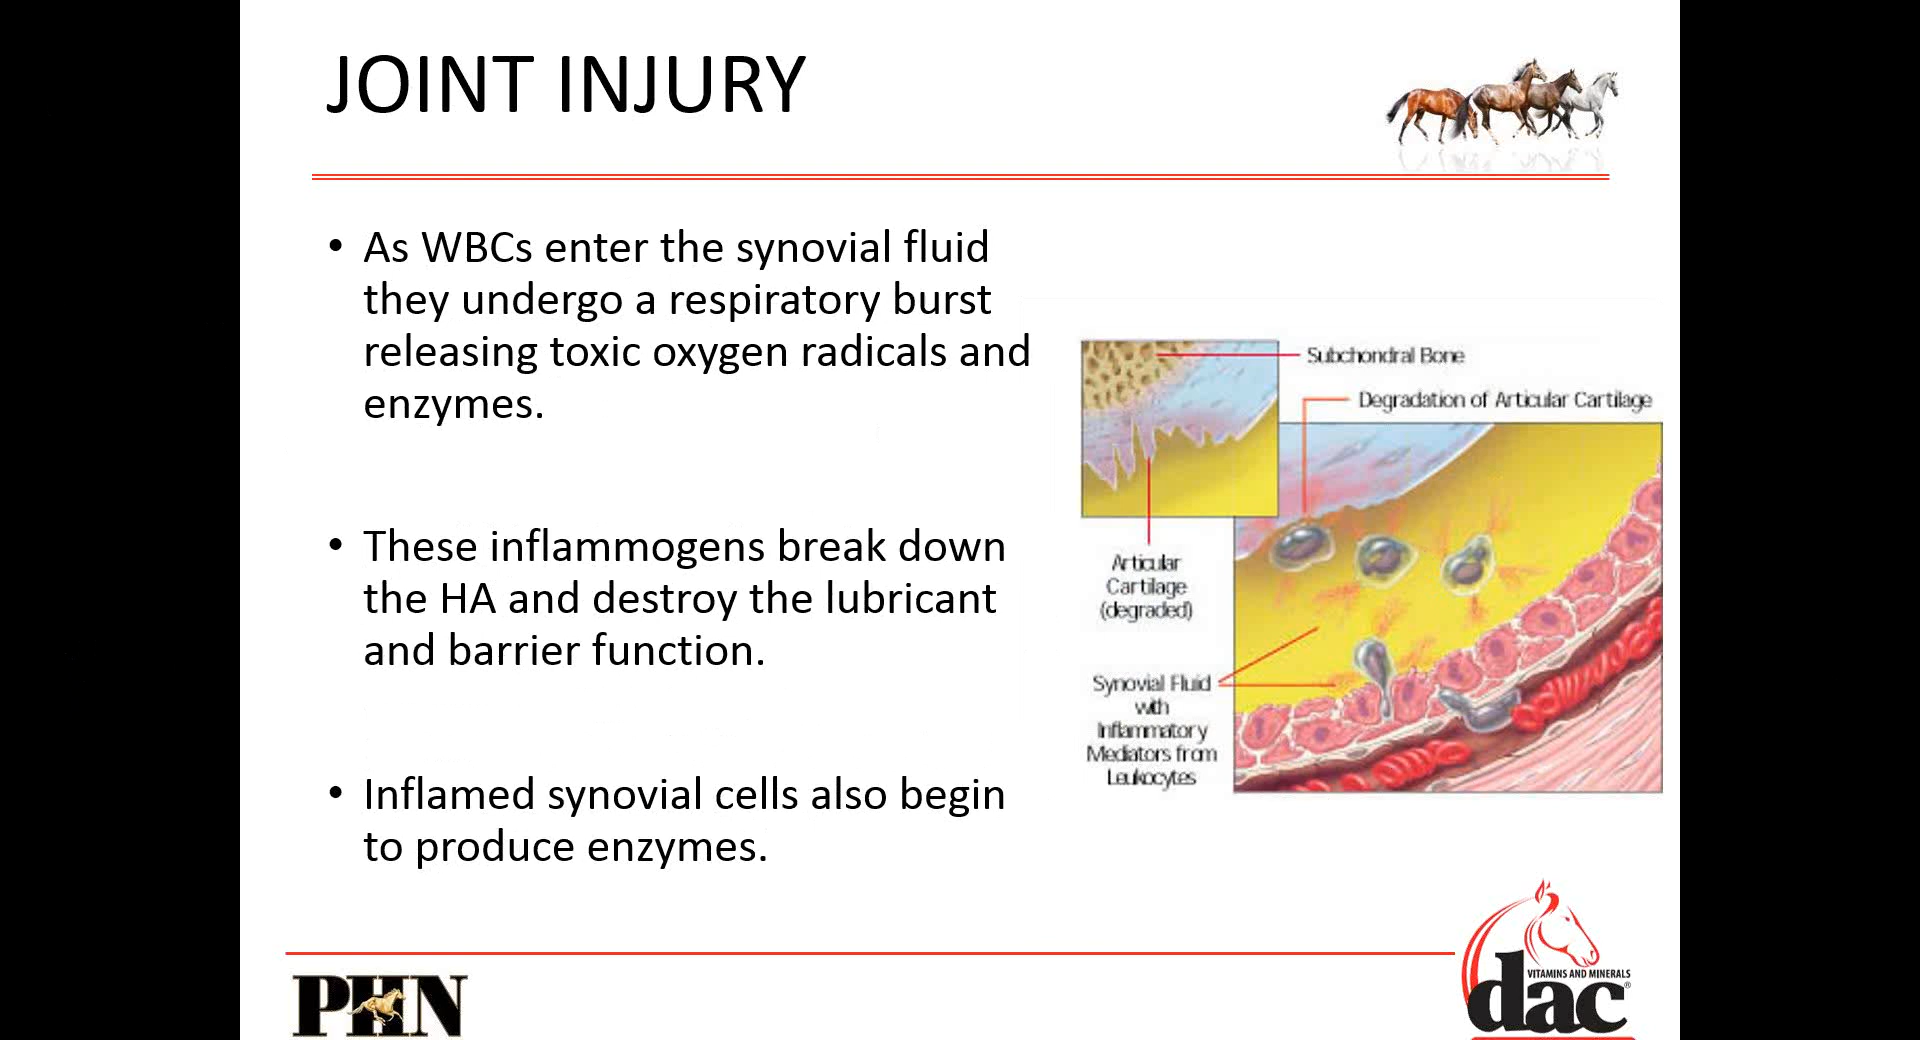 JOINT INJURY
• As WBCs enter the synovial fluid
they undergo a respiratory burst
releasing toxic oxygen radicals and
enzymes.
• These inflammogens break down
the HA and destroy the lubricant
and barrier function.
• Inflamed synovial cells also begin
to produce enzymes.
Subchondral Bone
Degradation of Articular Cartilage
Articular
Cartilage
(degraded)
Synovial Fluid
with
Inflammatory
Mediators from
Leukocytes
PHN
VITAMINS AND MINERALS
dac®